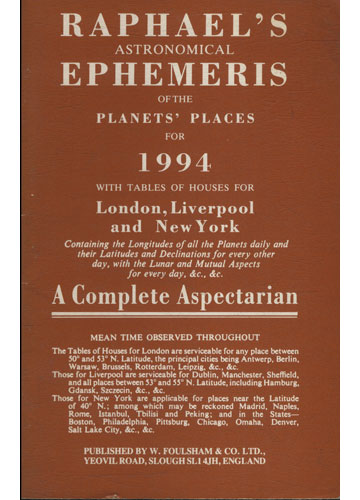 RAPHAEL'S
ASTRONOMICAL
EPHEMERIS
OF THE
PLANETS' PLACES
FOR
1994
WITH TABLES OF HOUSES FOR
London, Liverpool
and New York
Containing the Longitudes of all the Planets daily and
their Latitudes and Declinations for every other
day, with the Lunar and Mutual Aspects
for every day, &c., &c.
A Complete Aspectarian
MEAN TIME OBSERVED THROUGHOUT
The Tables of Houses for London are serviceable for any place between
50° and 53° N. Latitude, the principal cities being Antwerp, Berlin,
Warsaw, Brussels, Rotterdam, Leipzig, &c., &c.
Those for Liverpool are serviceable for Dublin, Manchester, Sheffield,
and all places between 53° and 55° N. Latitude, including Hamburg,
Gdansk, Szczecin, &c., &c.
Those for New York are applicable for places near the Latitude
of 40° N.; among which may be reckoned Madrid, Naples,
Rome, Istanbul, Tbilisi and Peking; and in the States—
Boston, Philadelphia, Pittsburg, Chicago, Omaha, Denver,
Salt Lake City, &c., &c.
PUBLISHED BY W. FOULSHAM & CO. LTD.,
YEOVIL ROAD, SLOUGH SL1 4JH, ENGLAND